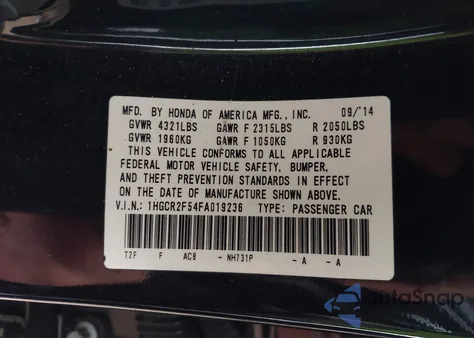 MFD. BY HONDA OF AMERICA MFG., INC. 09/'14
GVWR 4321LBS GAWR F 2315LBS R 2050LBS
GVWR 1960KG GAWR F 1050KG R 930KG
THIS VEHICLE CONFORMS TO ALL APPLICABLE
FEDERAL MOTOR VEHICLE SAFETY, BUMPER,
AND THEFT PREVENTION STANDARDS IN EFFECT
ON THE DATE OF MANUFACTURE SHOWN ABOVE.
V.I.N.: 1HGCR2F54FA019236 TYPE: PASSENGER CAR
T2F F AC8 - NH731P - A - A
AutaSnap